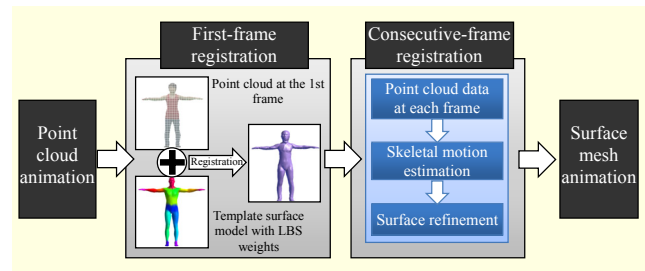 First-frame
registration
Consecutive-frame
registration
Point
cloud
animation
Point cloud at the 1st
frame
Registration
Template surface
model with LBS
weights
Point cloud data
at each frame
Skeletal motion
estimation
Surface refinement
Surface
mesh
animation